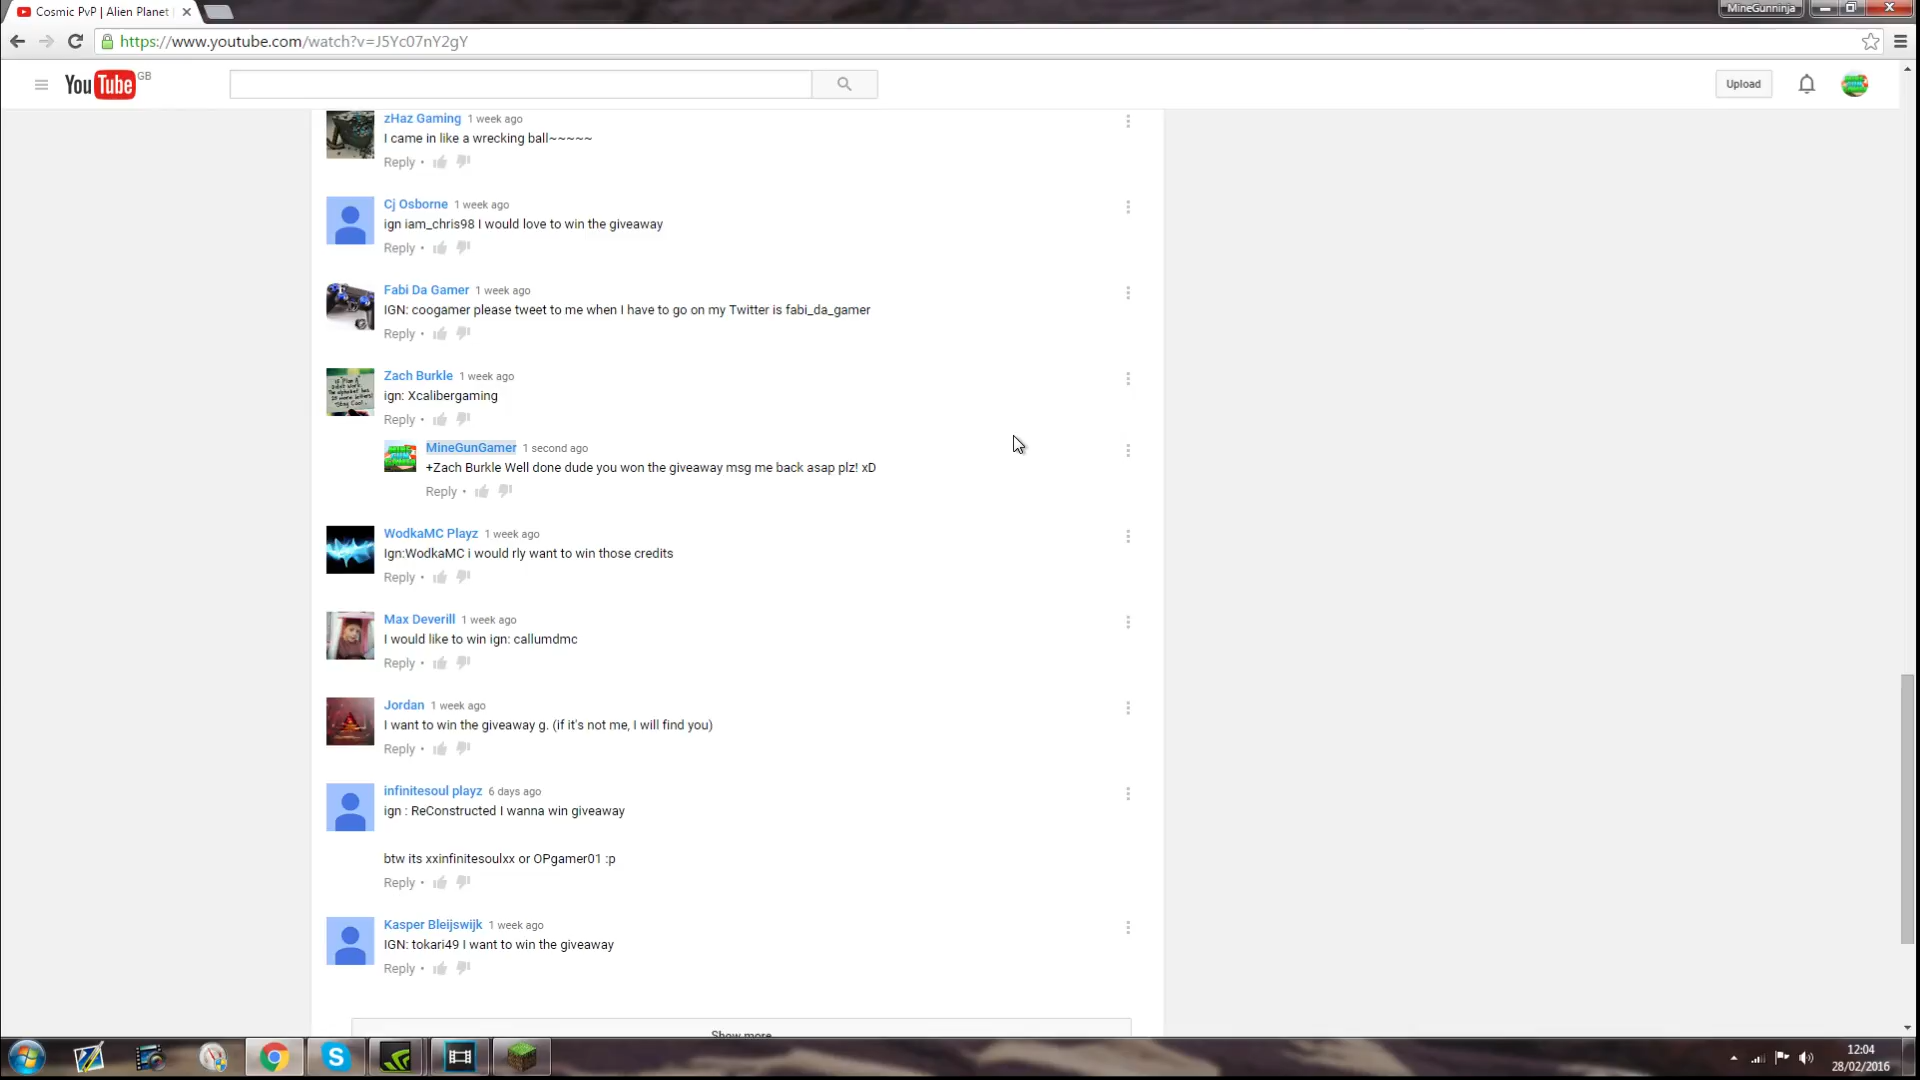 Cosmic PvP | Alien Planet
MineGunninja
https://www.youtube.com/watch?v=J5Yc07nY2gY
YouTube GB
Upload
zHaz Gaming 1 week ago
I came in like a wrecking ball~~~~~
Reply •
Cj Osborne 1 week ago
ign iam_chris98 I would love to win the giveaway
Reply •
Fabi Da Gamer 1 week ago
IGN: coogamer please tweet to me when I have to go on my Twitter is fabi_da_gamer
Reply •
Zach Burkle 1 week ago
ign: Xcalibergaming
Reply •
MineGunGamer 1 second ago
+Zach Burkle Well done dude you won the giveaway msg me back asap plz! xD
Reply •
WodkaMC Playz 1 week ago
Ign:WodkaMC i would rly want to win those credits
Reply •
Max Deverill 1 week ago
I would like to win ign: callumdmc
Reply •
Jordan 1 week ago
I want to win the giveaway g. (if it's not me, I will find you)
Reply •
infinitesoul playz 6 days ago
ign : ReConstructed I wanna win giveaway
btw its xxinfinitesoulxx or OPgamer01 :p
Reply •
Kasper Bleijswijk 1 week ago
IGN: tokari49 I want to win the giveaway
Reply •
Show more
12:04
28/02/2016